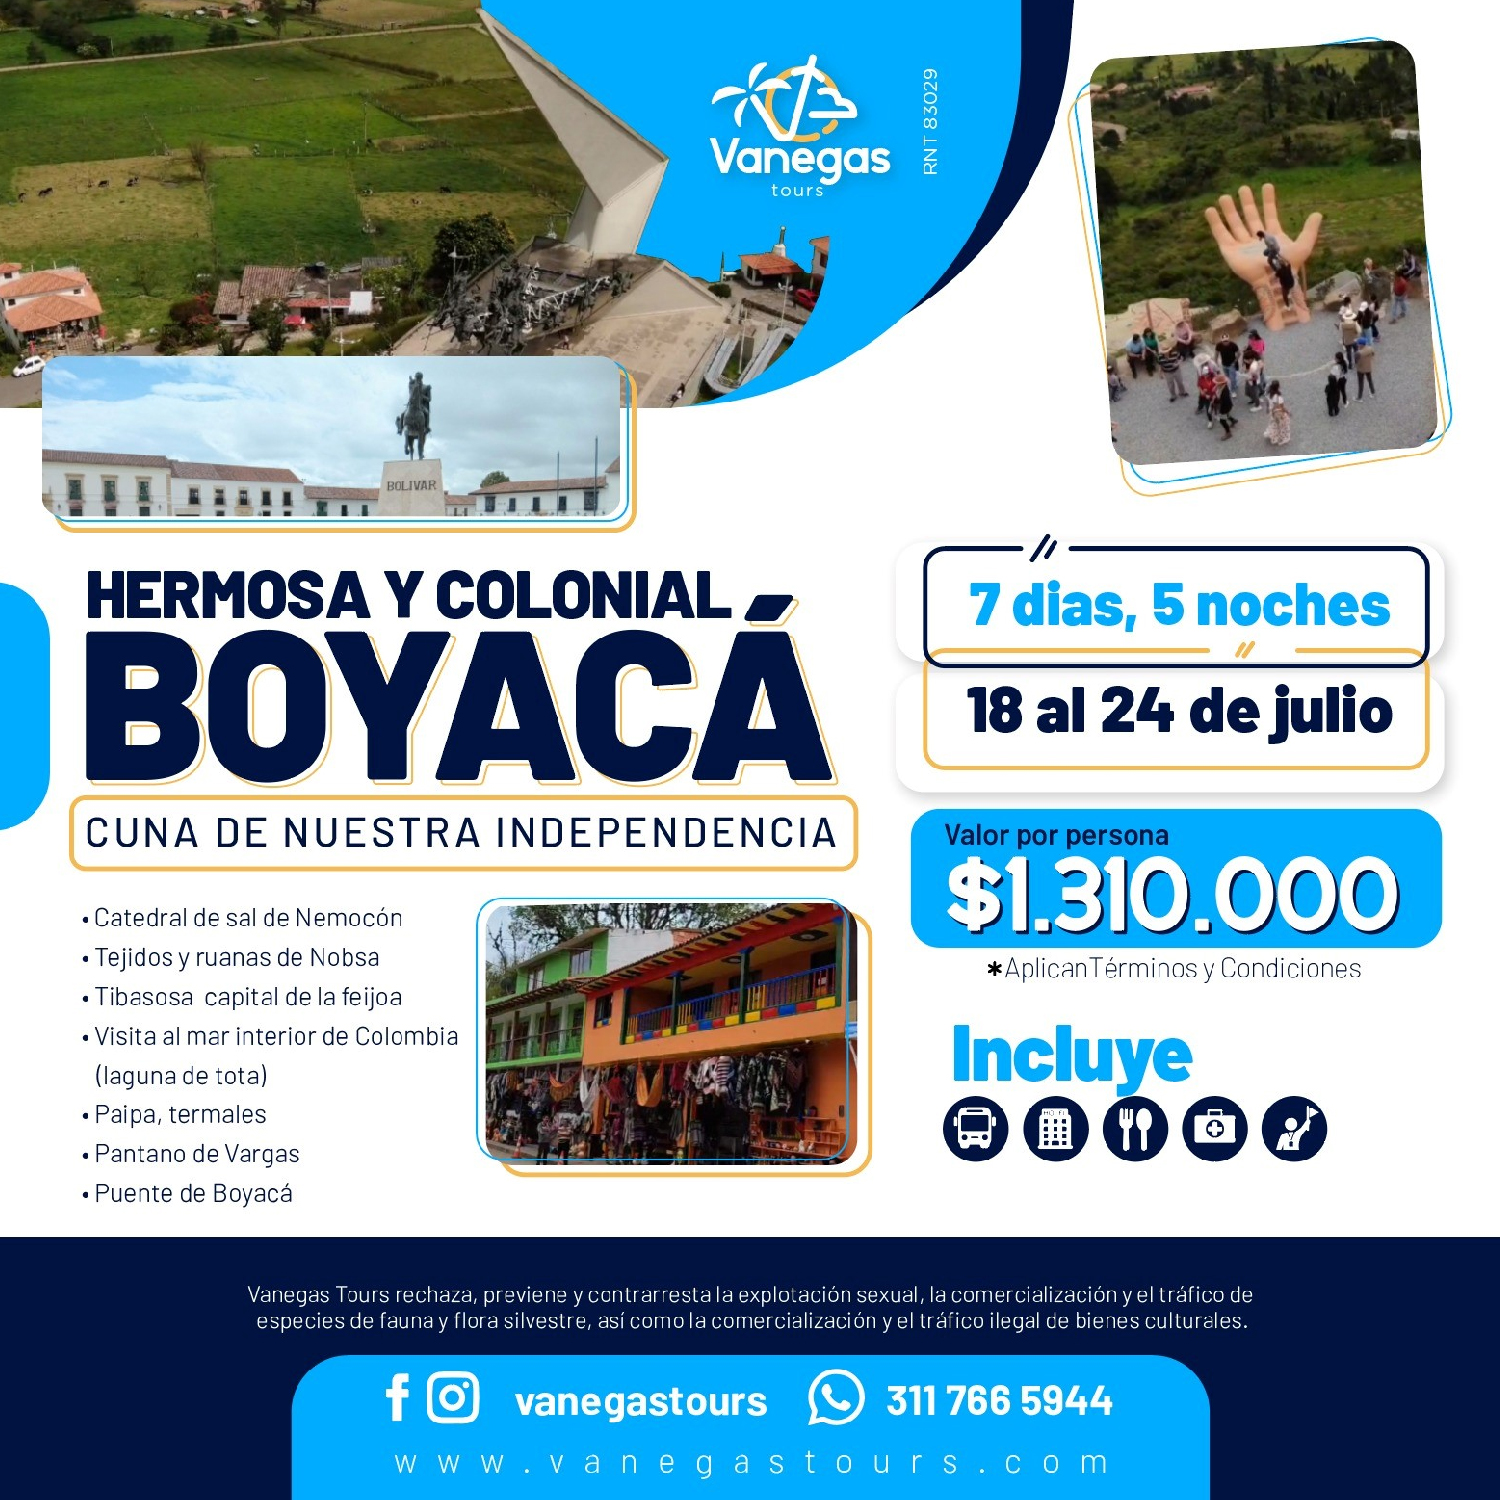 Vanegas
tours
RNT 83029
BOLIVAR
HERMOSA Y COLONIAL
BOYACÁ
CUNA DE NUESTRA INDEPENDENCIA
• Catedral de sal de Nemocón
• Tejidos y ruanas de Nobsa
• Tibasosa capital de la feijoa
• Visita al mar interior de Colombia
(laguna de tota)
• Paipa, termales
• Pantano de Vargas
• Puente de Boyacá
7 dias, 5 noches
18 al 24 de julio
Valor por persona
$1.310.000
*Aplican Términos y Condiciones
Incluye
HOTEL
Vanegas Tours rechaza, previene y contrarresta la explotación sexual, la comercialización y el tráfico de
especies de fauna y flora silvestre, así como la comercialización y el tráfico ilegal de bienes culturales.
vanegastours 311 766 5944
www.vanegastours.com